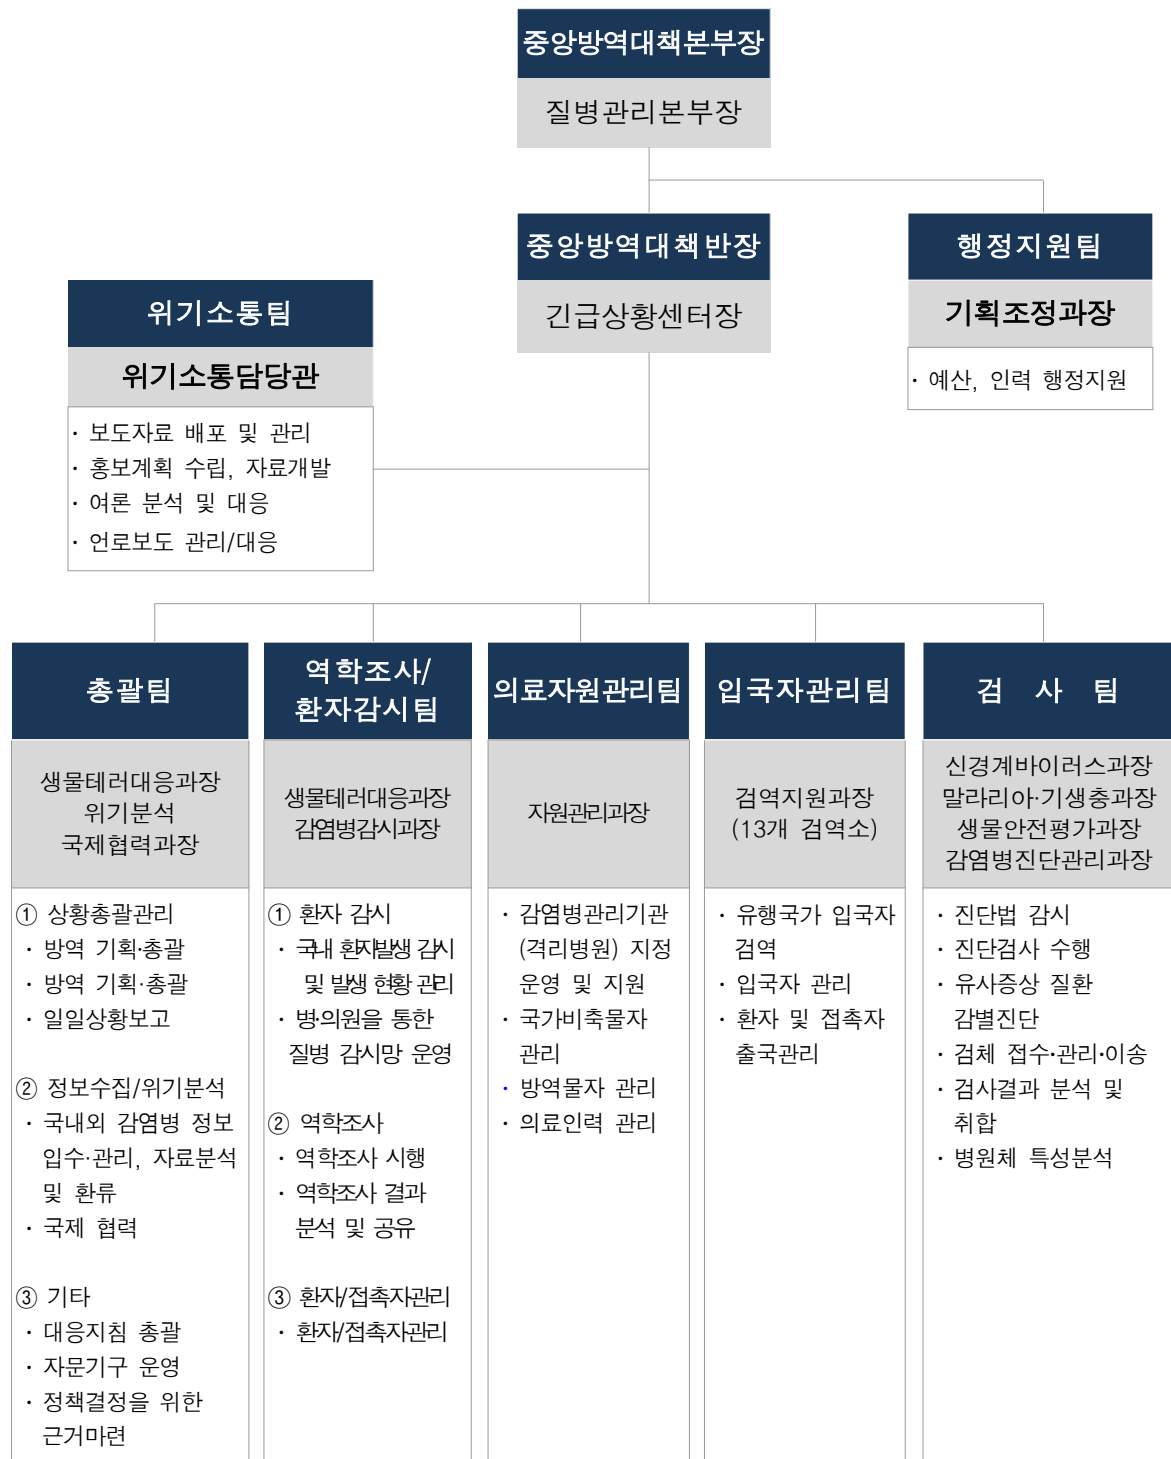 중앙방역대책본부장
질병관리본부장
중앙방역대책반장
긴급상황센터장
행정지원팀
기획조정과장
· 예산, 인력 행정지원
위기소통팀
위기소통담당관
· 보도자료 배포 및 관리
· 홍보계획 수립, 자료개발
· 여론 분석 및 대응
· 언로보도 관리/대응
총괄팀
생물테러대응과장
위기분석
국제협력과장
① 상황총괄관리
· 방역 기획·총괄
· 방역 기획·총괄
· 일일상황보고
② 정보수집/위기분석
· 국내외 감염병 정보
입수·관리, 자료분석
및 환류
· 국제 협력
③ 기타
· 대응지침 총괄
· 자문기구 운영
· 정책결정을 위한
근거마련
역학조사/
환자감시팀
생물테러대응과장
감염병감시과장
① 환자 감시
· 국내 환자발생 감시
및 발생 현황 관리
· 병·의원을 통한
질병 감시망 운영
② 역학조사
· 역학조사 시행
· 역학조사 결과
분석 및 공유
③ 환자/접촉자관리
· 환자/접촉자관리
의료자원관리팀
자원관리과장
· 감염병관리기관
(격리병원) 지정
운영 및 지원
· 국가비축물자
관리
· 방역물자 관리
· 의료인력 관리
입국자관리팀
검역지원과장
(13개 검역소)
· 유행국가 입국자
검역
· 입국자 관리
· 환자 및 접촉자
출국관리
검 사 팀
신경계바이러스과장
말라리아·기생충과장
생물안전평가과장
감염병진단관리과장
· 진단법 감시
· 진단검사 수행
· 유사증상 질환
감별진단
· 검체 접수·관리·이송
· 검사결과 분석 및
취합
· 병원체 특성분석